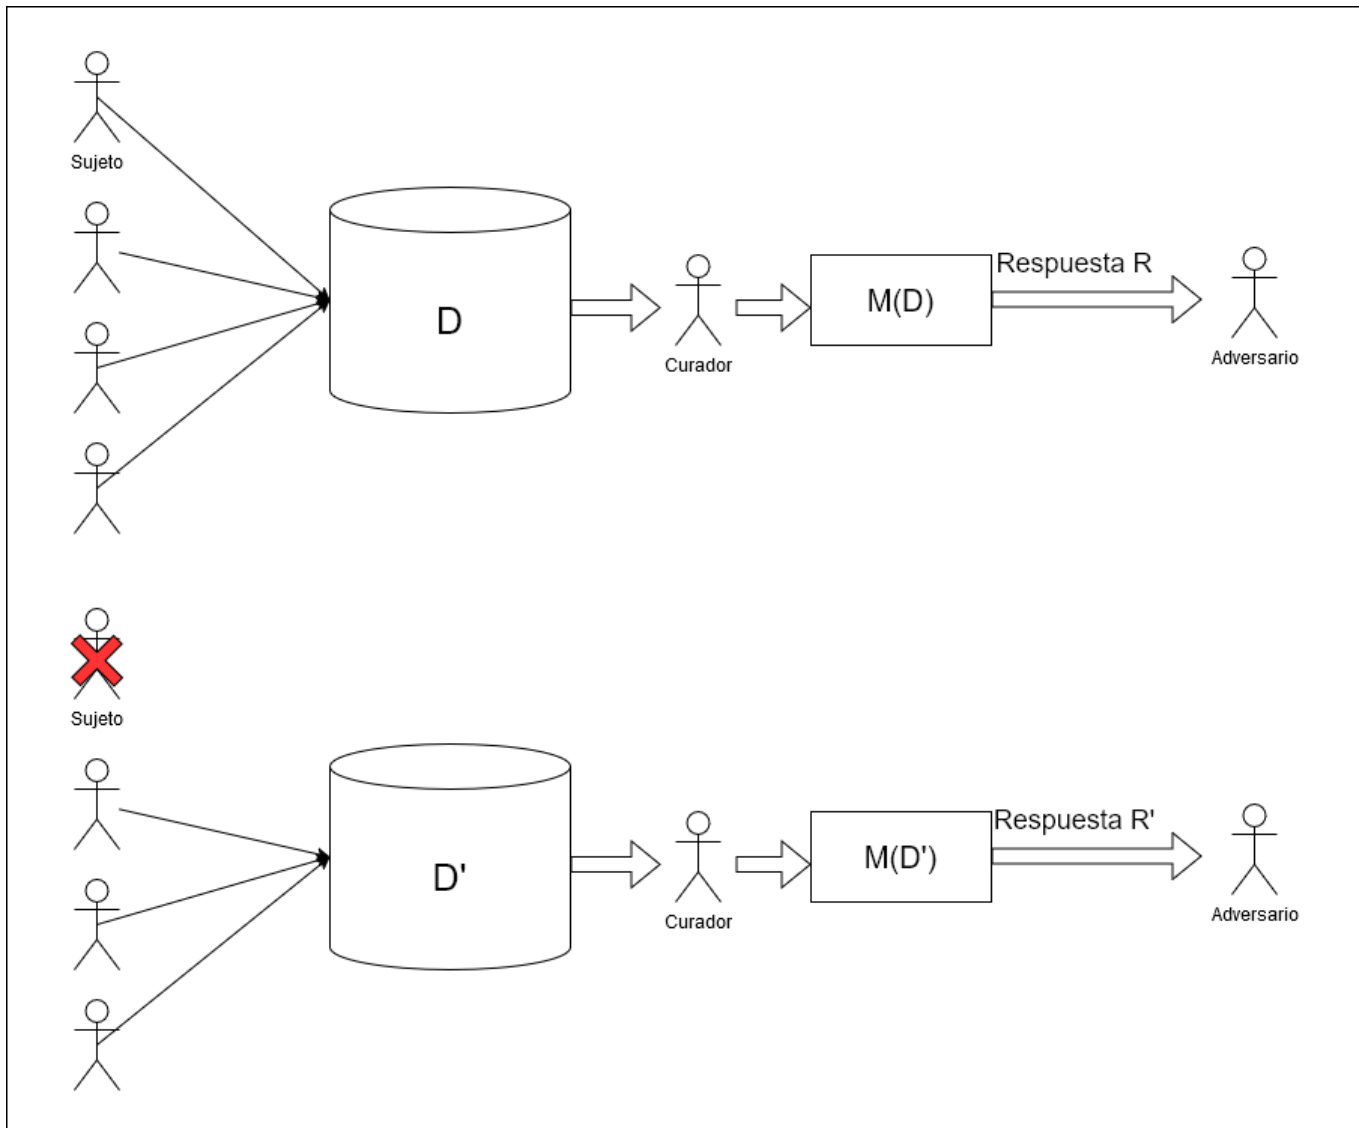 Sujeto
D
Curador
M(D)
Respuesta R
Adversario
Sujeto
D'
Curador
M(D')
Respuesta R'
Adversario